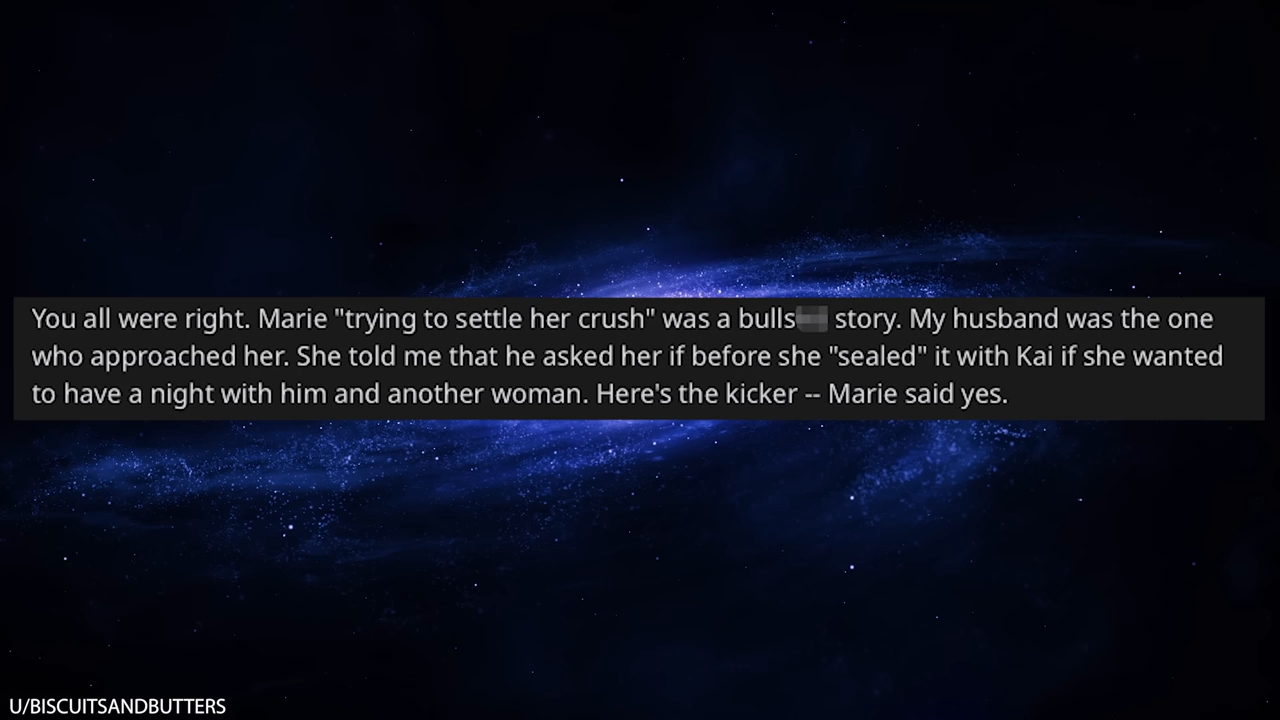 You all were right. Marie "trying to settle her crush" was a bulls story. My husband was the one
who approached her. She told me that he asked her if before she "sealed" it with Kai if she wanted
to have a night with him and another woman. Here's the kicker -- Marie said yes.
U/BISCUITSANDBUTTERS